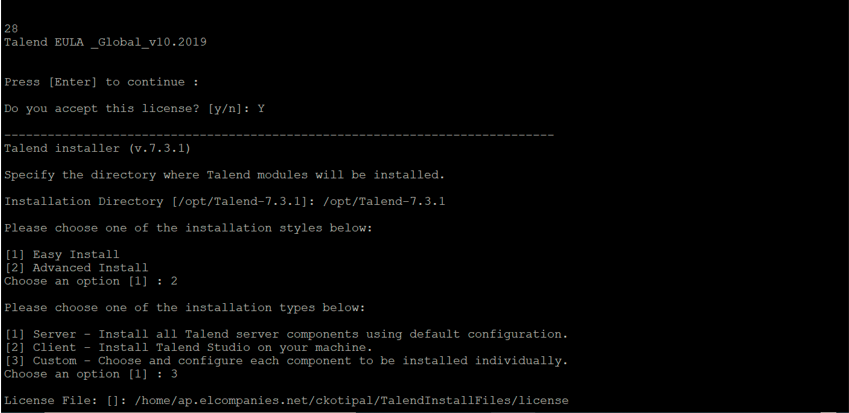 28
Talend EULA _Global_v10.2019
Press [Enter] to continue :
Do you accept this license? [y/n]: Y
----------------------------------------------------------------------------
Talend installer (v.7.3.1)
Specify the directory where Talend modules will be installed.
Installation Directory [/opt/Talend-7.3.1]: /opt/Talend-7.3.1
Please choose one of the installation styles below:
[1] Easy Install
[2] Advanced Install
Choose an option [1] : 2
Please choose one of the installation types below:
[1] Server - Install all Talend server components using default configuration.
[2] Client - Install Talend Studio on your machine.
[3] Custom - Choose and configure each component to be installed individually.
Choose an option [1] : 3
License File: []: /home/ap.elcompanies.net/ckotipal/TalendInstallFiles/license